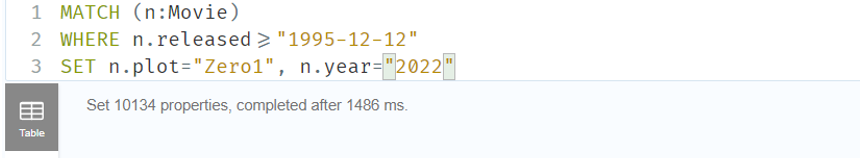 1 MATCH (n:Movie)
2 WHERE n.released>="1995-12-12"
3 SET n.plot="Zero1", n.year="2022"
Set 10134 properties, completed after 1486 ms.
Table